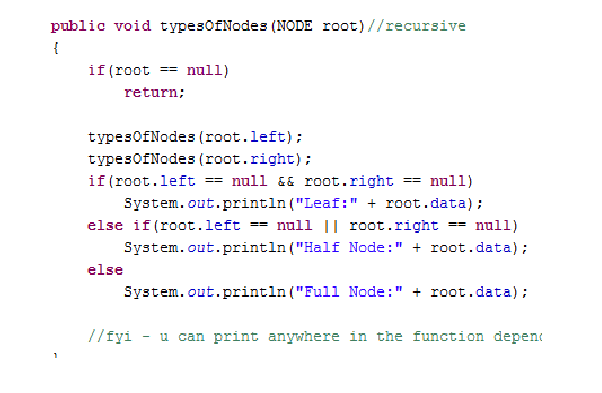 public void typesOfNodes(NODE root)//recursive
{
if(root == null)
return;
typesOfNodes(root.left);
typesOfNodes(root.right);
if(root.left == null && root.right == null)
System.out.println("Leaf:" + root.data);
else if(root.left == null || root.right == null)
System.out.println("Half Node:" + root.data);
else
System.out.println("Full Node:" + root.data);
//fyi - u can print anywhere in the function